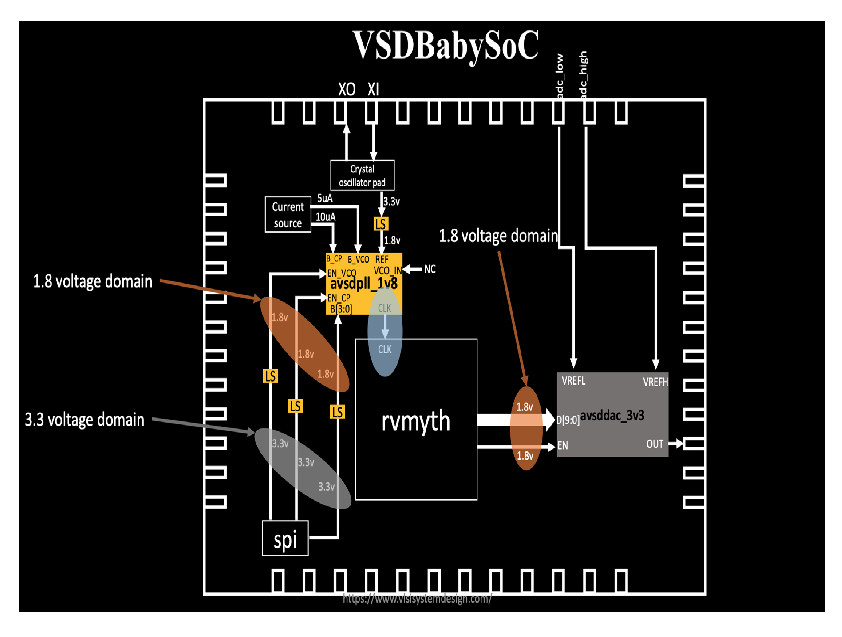 VSDBabySoC
adc_low
adc_high
XO XI
Crystal
oscillator pad
5uA
3.3v
Current
source
10uA
LS
1.8v
1.8 voltage domain
B_CP B_VCO REF
EN_VCO VCO_IN NC
avsdpll_1v8
1.8 voltage domain
EN_CP
B[3:0] CLK
1.8v
CLK
1.8v
1.8v
LS
LS
LS
VREFL VREFH
1.8v
rvmyth
D[9:0] avsddac_3v3
3.3 voltage domain
3.3v
EN OUT
1.8v
3.3v
3.3v
spi
https://www.vlsisystemdesign.com/